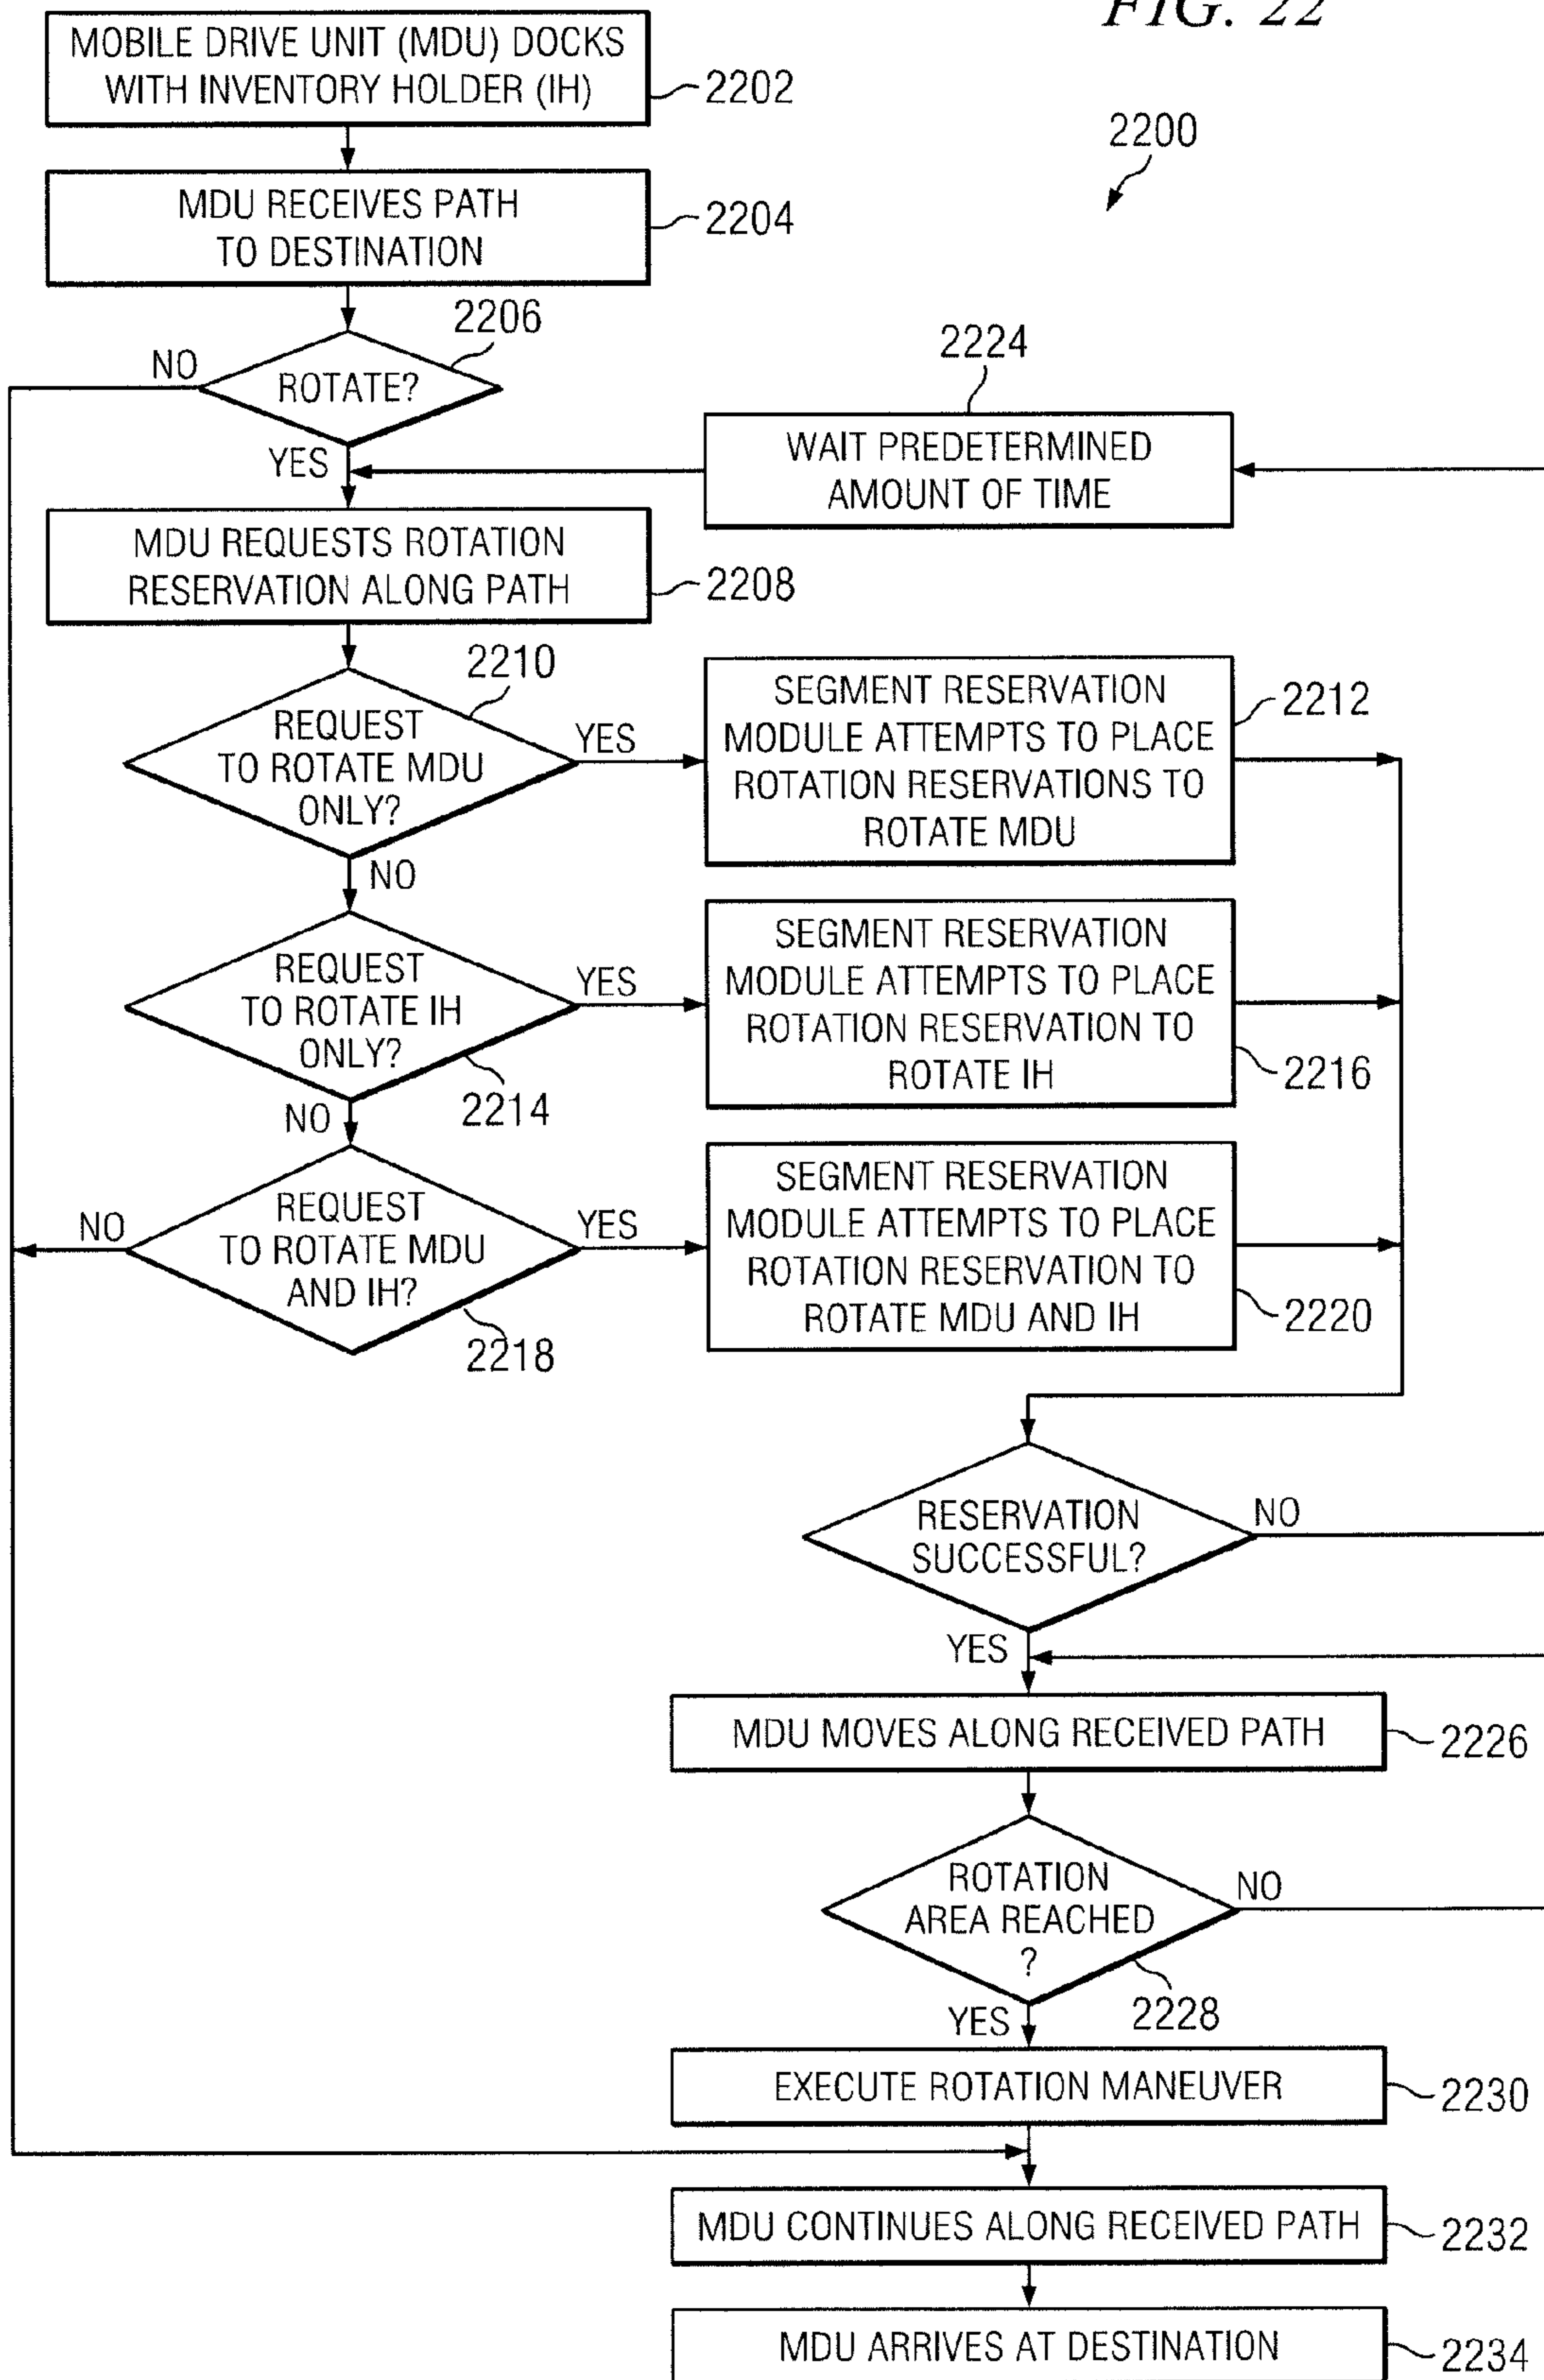 FIG. 22
MOBILE DRIVE UNIT (MDU) DOCKS
WITH INVENTORY HOLDER (IH)
2202
2200
MDU RECEIVES PATH
TO DESTINATION
2204
2206
ROTATE?
NO
YES
2224
WAIT PREDETERMINED
AMOUNT OF TIME
MDU REQUESTS ROTATION
RESERVATION ALONG PATH
2208
2210
REQUEST
TO ROTATE MDU
ONLY?
YES
NO
SEGMENT RESERVATION
MODULE ATTEMPTS TO PLACE
ROTATION RESERVATIONS TO
ROTATE MDU
2212
REQUEST
TO ROTATE IH
ONLY?
YES
NO
2214
SEGMENT RESERVATION
MODULE ATTEMPTS TO PLACE
ROTATION RESERVATION TO
ROTATE IH
2216
REQUEST
TO ROTATE MDU
AND IH?
NO
YES
2218
SEGMENT RESERVATION
MODULE ATTEMPTS TO PLACE
ROTATION RESERVATION TO
ROTATE MDU AND IH
2220
RESERVATION
SUCCESSFUL?
NO
YES
MDU MOVES ALONG RECEIVED PATH
2226
ROTATION
AREA REACHED
?
NO
2228
YES
EXECUTE ROTATION MANEUVER
2230
MDU CONTINUES ALONG RECEIVED PATH
2232
MDU ARRIVES AT DESTINATION
2234